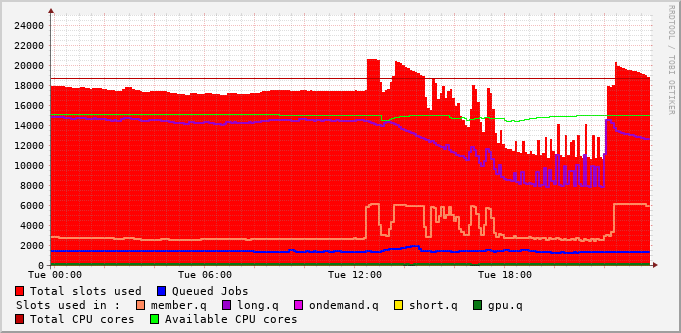 24000
22000
20000
18000
16000
14000
12000
10000
8000
6000
4000
2000
0
Tue 00:00 Tue 06:00 Tue 12:00 Tue 18:00
Total slots used Queued Jobs
Slots used in : member.q long.q ondemand.q short.q gpu.q
Total CPU cores Available CPU cores
RRDTOOL / TOBI OETIKER